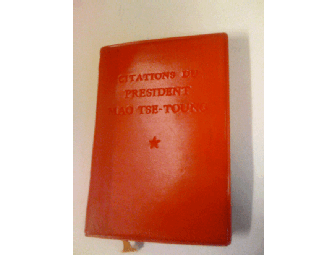 CITATIONS DU
PRESIDENT
MAO TSE-TOUNG